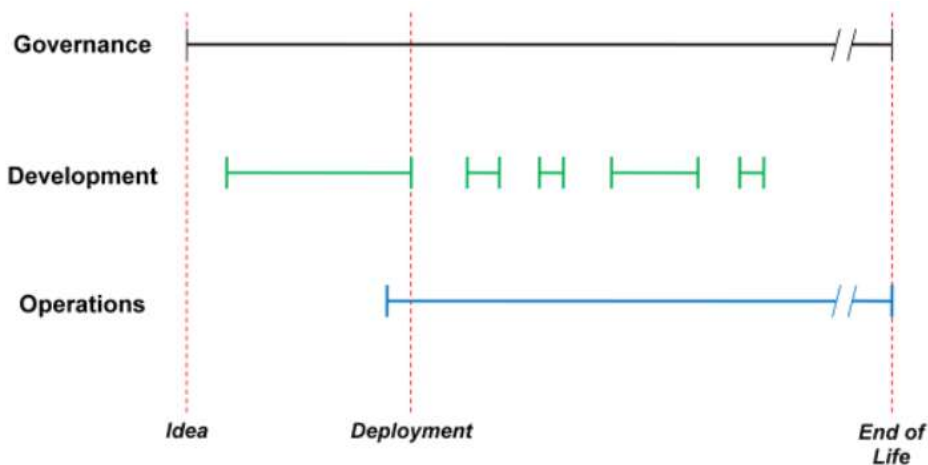 Governance
Development
Operations
Idea
Deployment
End of
Life